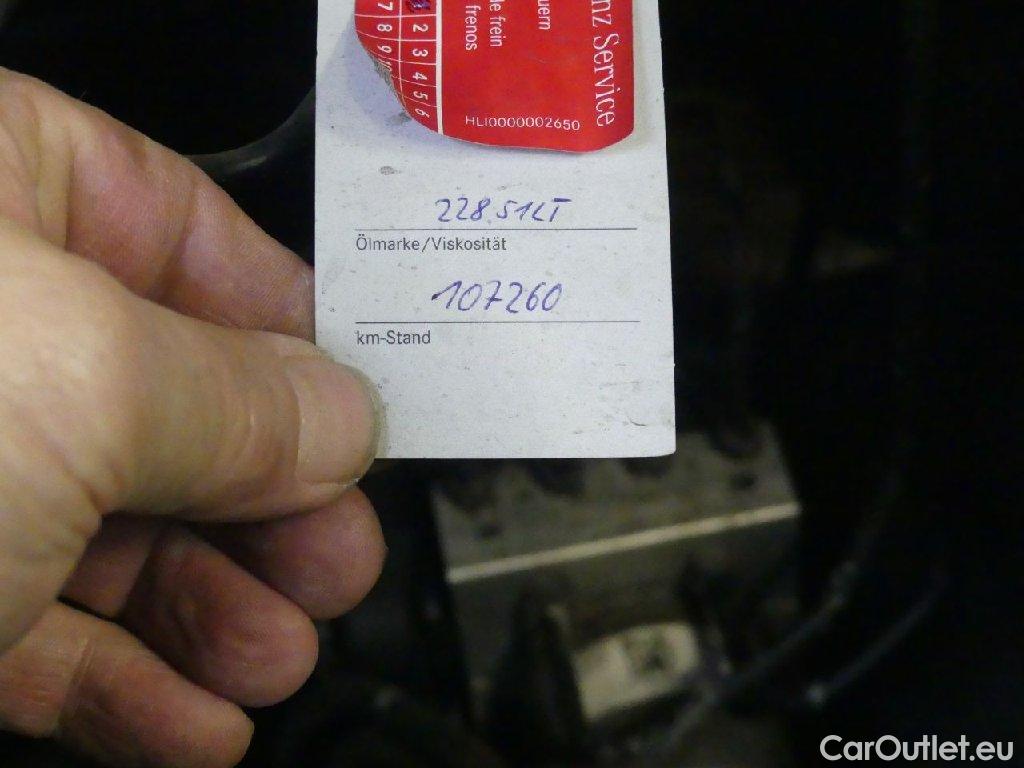 2 3 4 5 6
7 8 9
uern
le frein
frenos
nz Service
HLI0000002650
228.51LT
Ölmarke/Viskosität
107260
km-Stand
CarOutlet.eu